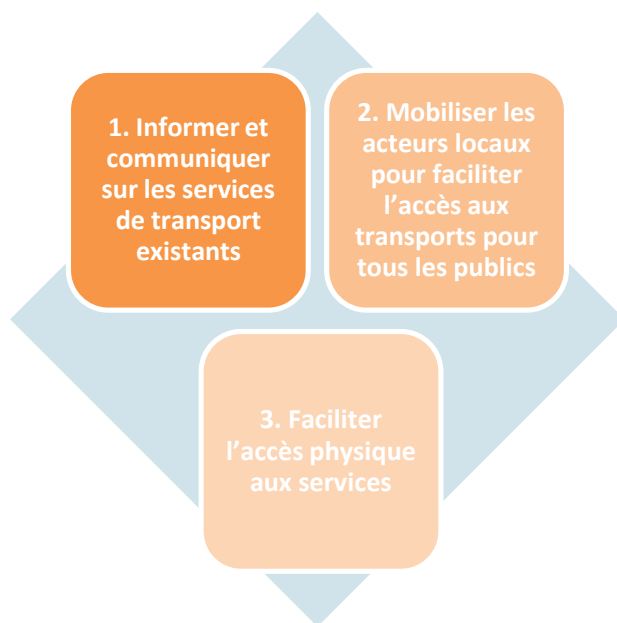 1. Informer et
communiquer
sur les services
de transport
existants
2. Mobiliser les
acteurs locaux
pour faciliter
l’accès aux
transports pour
tous les publics
3. Faciliter
l’accès physique
aux services